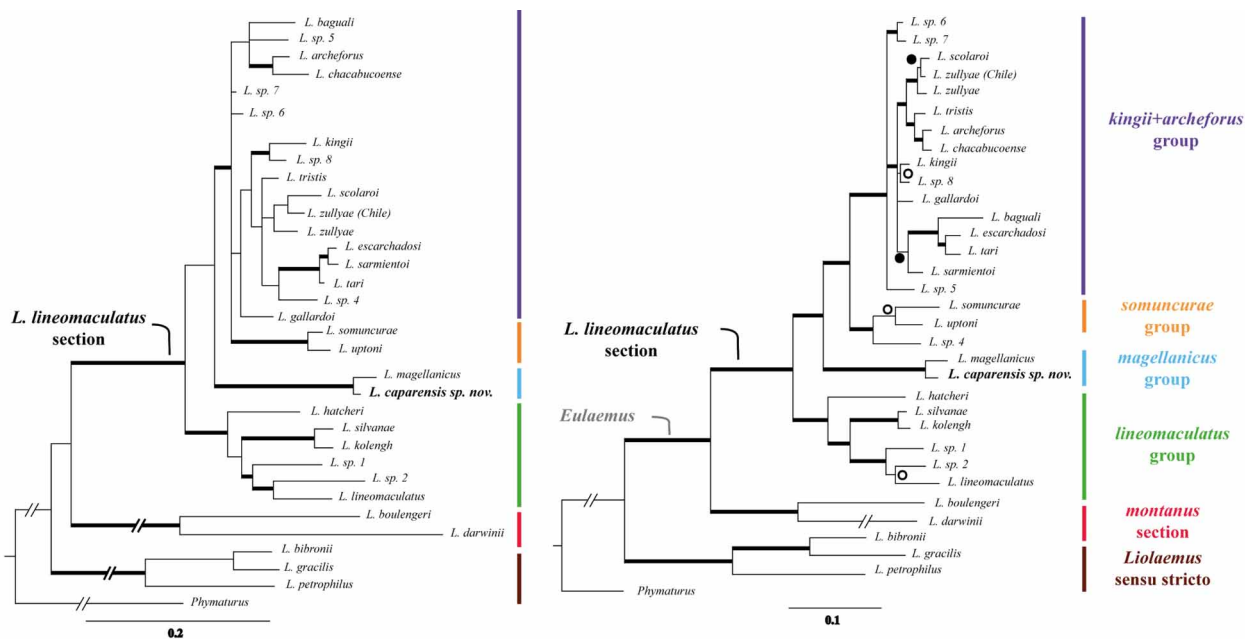 L. baguali
L. sp. 5
L. archeforus
L. chacabucoense
L. sp. 7
L. sp. 6
L. kingii
L. sp. 8
L. tristis
L. scolaroi
L. zullyae (Chile)
L. zullyae
L. escarchadosi
L. sarmientoi
L. tari
L. sp. 4
L. gallardoi
L. somuncurae
L. uptoni
L. magellanicus
L. caparensis sp. nov.
L. hatcheri
L. silvanae
L. kolengh
L. sp. 1
L. sp. 2
L. lineomaculatus
L. boulengeri
L. darwinii
L. bibronii
L. gracilis
L. petrophilus
Phymaturus
L. lineomaculatus
section
0.2
L. sp. 6
L. sp. 7
L. scolaroi
L. zullyae (Chile)
L. zullyae
L. tristis
L. archeforus
L. chacabucoense
L. kingii
L. sp. 8
L. gallardoi
L. baguali
L. escarchadosi
L. tari
L. sarmientoi
L. sp. 5
L. somuncurae
L. uptoni
L. sp. 4
L. magellanicus
L. caparensis sp. nov.
L. hatcheri
L. silvanae
L. kolengh
L. sp. 1
L. sp. 2
L. lineomaculatus
L. boulengeri
L. darwinii
L. bibronii
L. gracilis
L. petrophilus
Phymaturus
L. lineomaculatus
section
Eulaemus
0.1
kingii+archeforus
group
somuncurae
group
magellanicus
group
lineomaculatus
group
montanus
section
Liolaemus
sensu stricto